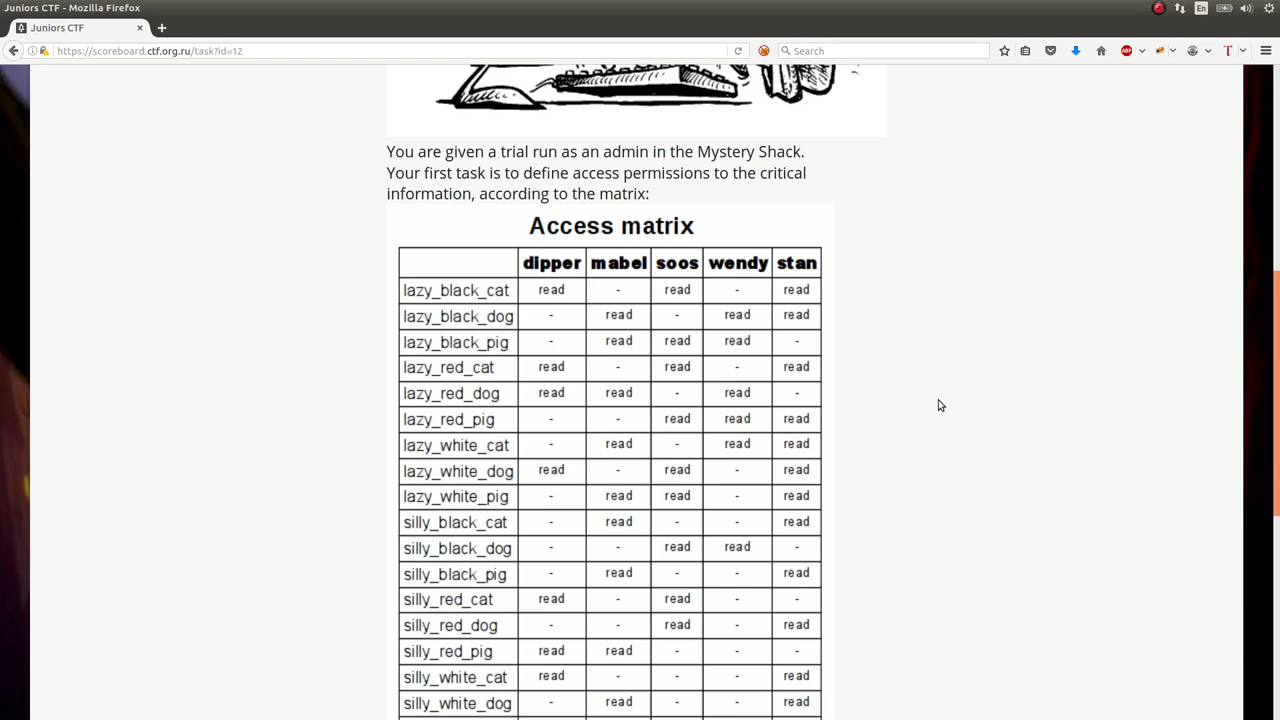 Juniors CTF - Mozilla Firefox
En
Juniors CTF
https://scoreboard.ctf.org.ru/task?id=12
Search
ABP
T
You are given a trial run as an admin in the Mystery Shack.
Your first task is to define access permissions to the critical
information, according to the matrix:
Access matrix
dipper mabel soos wendy stan
lazy_black_cat read - read - read
lazy_black_dog - read - read read
lazy_black_pig - read read read -
lazy_red_cat read - read - read
lazy_red_dog read read - read -
lazy_red_pig - - read read read
lazy_white_cat - read - read read
lazy_white_dog read - read - read
lazy_white_pig - read read - read
silly_black_cat - read - - read
silly_black_dog - - read read -
silly_black_pig - read - - read
silly_red_cat read - read - -
silly_red_dog - - read - read
silly_red_pig read read - - -
silly_white_cat read - - - read
silly_white_dog - read - - read